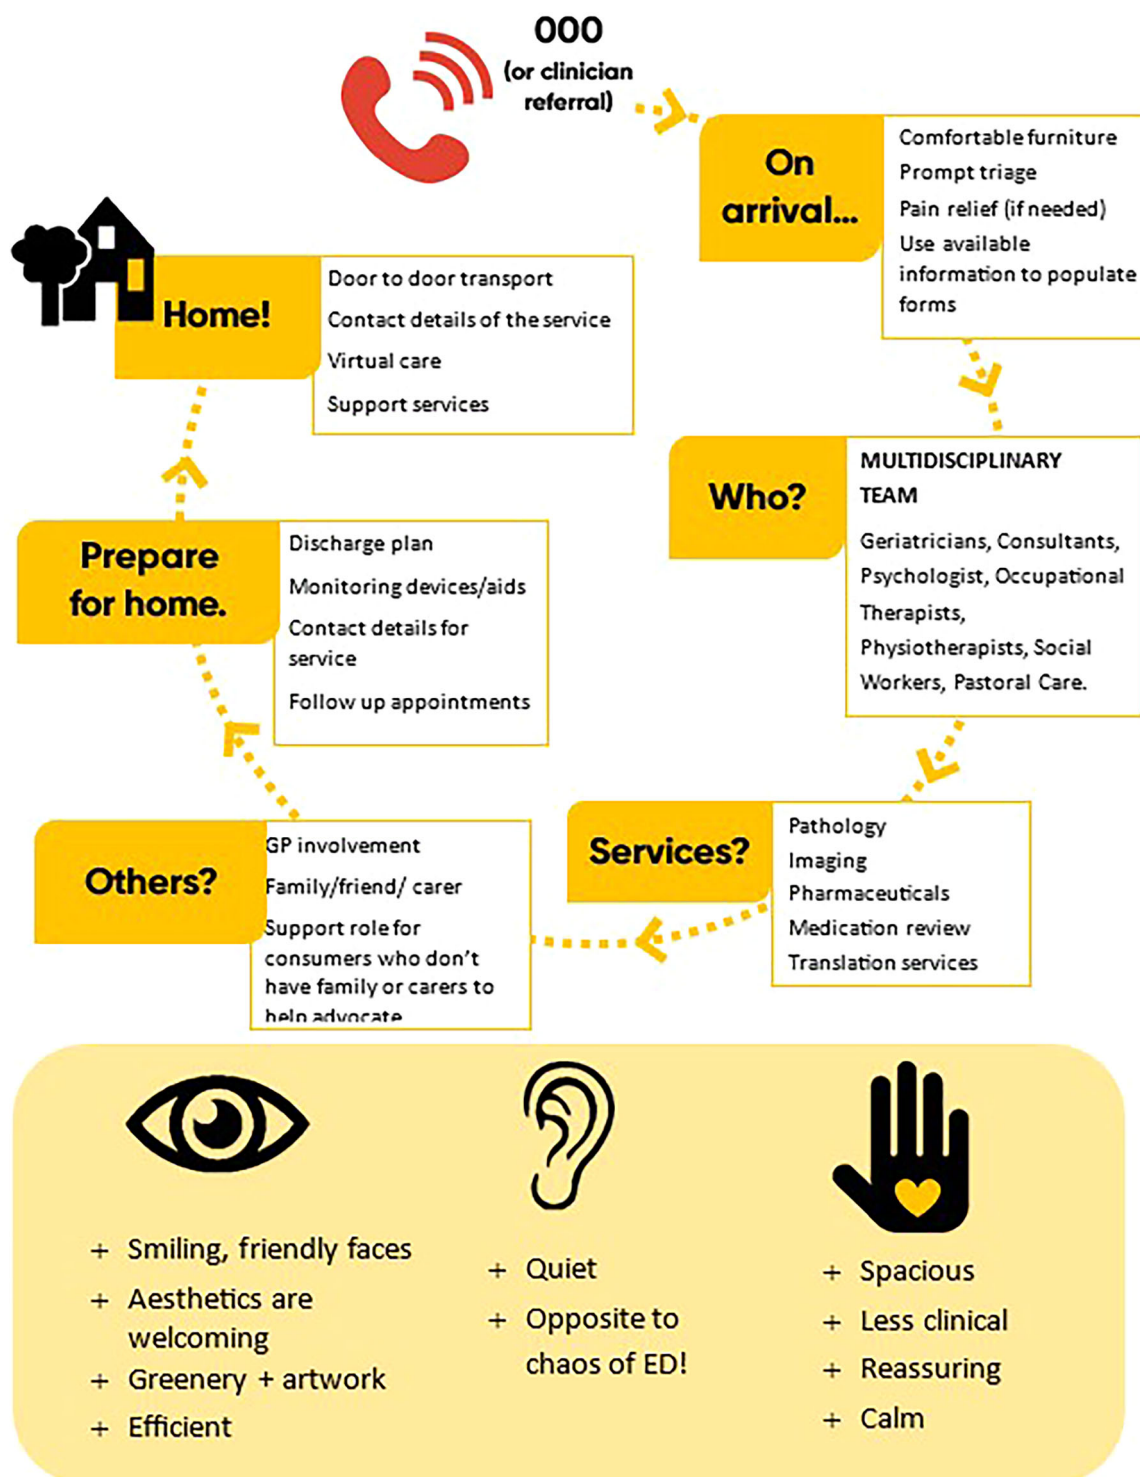 000
(or clinician
referral)
On
arrival...
Comfortable furniture
Prompt triage
Pain relief (if needed)
Use available
information to populate
forms
Who?
MULTIDISCIPLINARY
TEAM
Geriatricians, Consultants,
Psychologist, Occupational
Therapists,
Physiotherapists, Social
Workers, Pastoral Care.
Services?
Pathology
Imaging
Pharmaceuticals
Medication review
Translation services
Others?
GP involvement
Family/friend/ carer
Support role for
consumers who don't
have family or carers to
help advocate
Prepare
for home.
Discharge plan
Monitoring devices/aids
Contact details for
service
Follow up appointments
Home!
Door to door transport
Contact details of the service
Virtual care
Support services
+ Smiling, friendly faces
+ Aesthetics are
welcoming
+ Greenery + artwork
+ Efficient
+ Quiet
+ Opposite to
chaos of ED!
+ Spacious
+ Less clinical
+ Reassuring
+ Calm